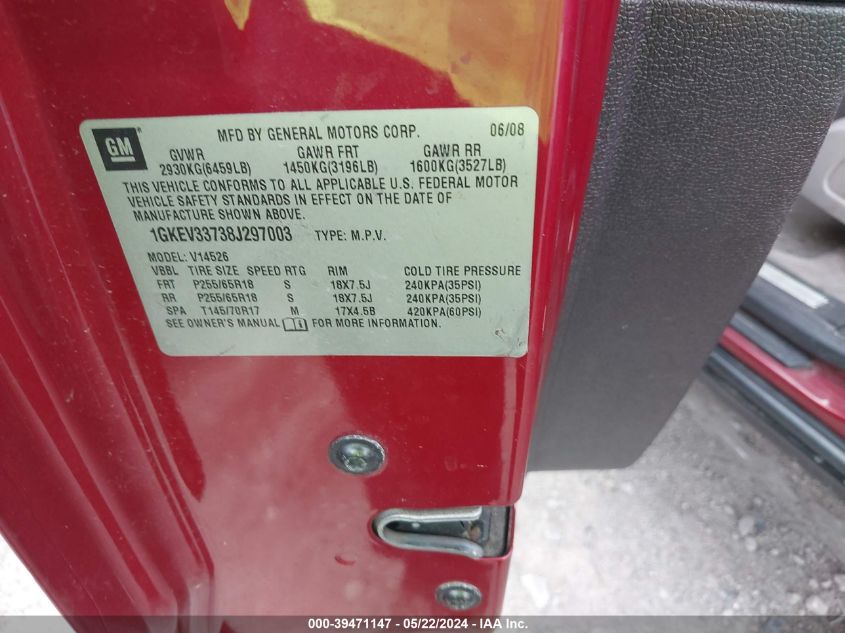 GM
MFD BY GENERAL MOTORS CORP. 06/08
GVWR GAWR FRT GAWR RR
2930KG(6459LB) 1450KG(3196LB) 1600KG(3527LB)
THIS VEHICLE CONFORMS TO ALL APPLICABLE U.S. FEDERAL MOTOR
VEHICLE SAFETY STANDARDS IN EFFECT ON THE DATE OF
MANUFACTURE SHOWN ABOVE.
1GKEV33738J297003 TYPE: M.P.V.
MODEL: V14526
VBBL TIRE SIZE SPEED RTG RIM COLD TIRE PRESSURE
FRT P255/65R18 S 18X7.5J 240KPA(35PSI)
RR P255/65R18 S 18X7.5J 240KPA(35PSI)
SPA T145/70R17 M 17X4.5B 420KPA(60PSI)
SEE OWNER'S MANUAL FOR MORE INFORMATION.
000-39471147 - 05/22/2024 - IAA Inc.